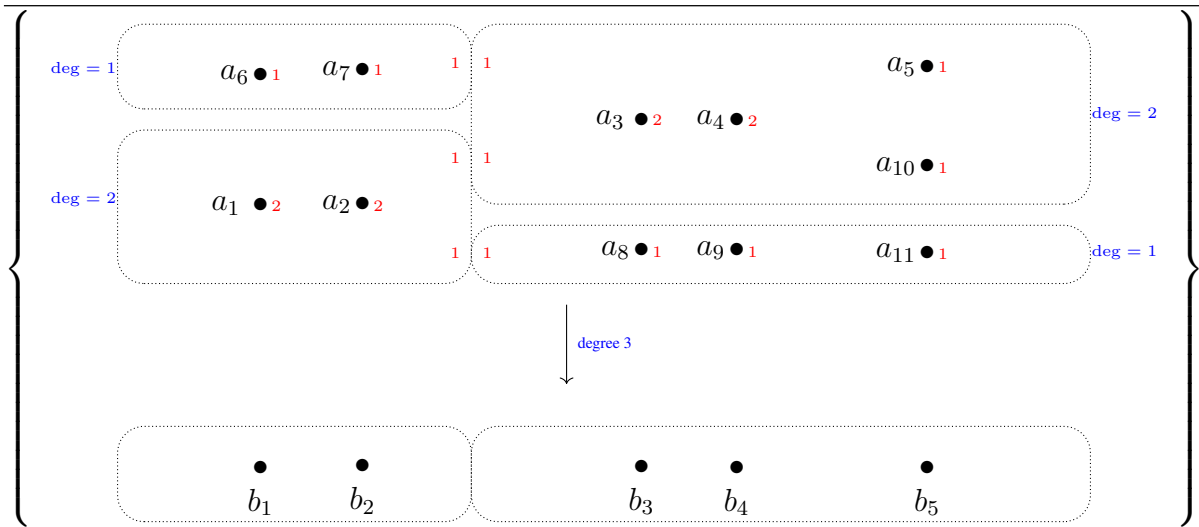 a₅ 1
deg = 1 a₆ 1 a₇ 1 1 1
a₃ 2 a₄ 2 deg = 2
1 1 a₁₀ 1
deg = 2 a₁ 2 a₂ 2
1 1 a₈ 1 a₉ 1 a₁₁ 1 deg = 1
degree 3
b₁ b₂ b₃ b₄ b₅